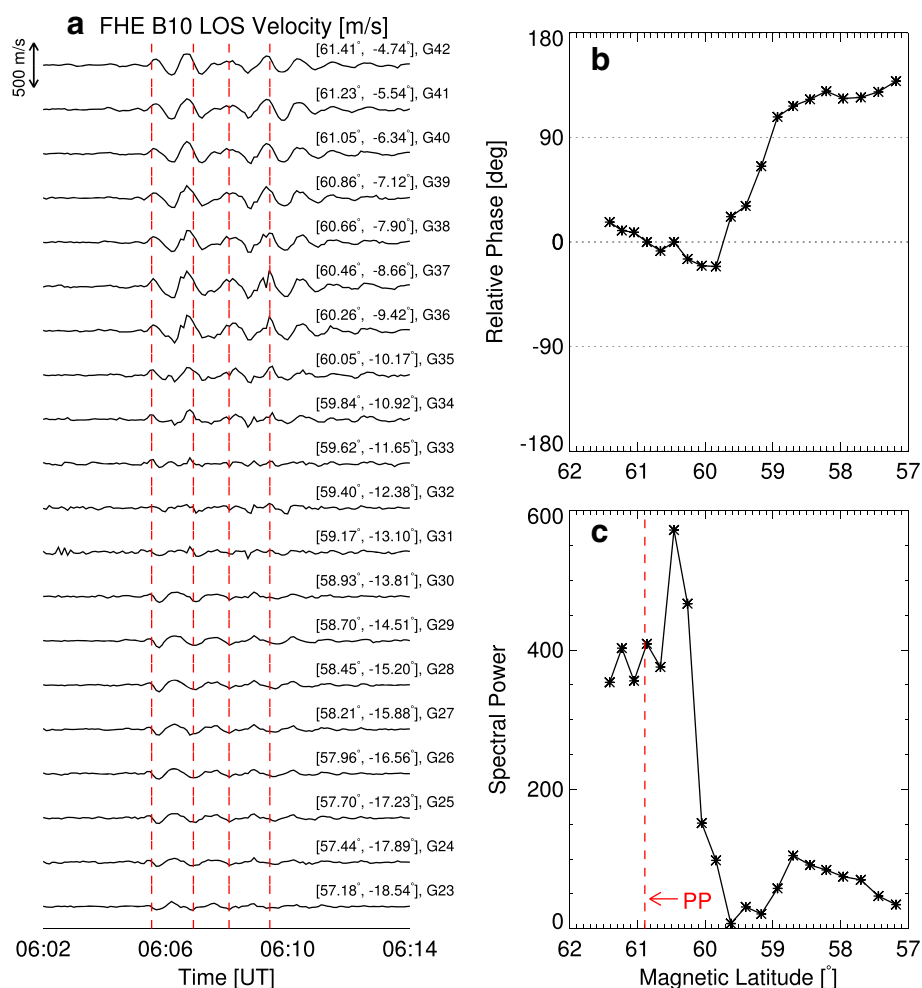 a FHE B10 LOS Velocity [m/s]
500 m/s
[61.41°, -4.74°], G42
[61.23°, -5.54°], G41
[61.05°, -6.34°], G40
[60.86°, -7.12°], G39
[60.66°, -7.90°], G38
[60.46°, -8.66°], G37
[60.26°, -9.42°], G36
[60.05°, -10.17°], G35
[59.84°, -10.92°], G34
[59.62°, -11.65°], G33
[59.40°, -12.38°], G32
[59.17°, -13.10°], G31
[58.93°, -13.81°], G30
[58.70°, -14.51°], G29
[58.45°, -15.20°], G28
[58.21°, -15.88°], G27
[57.96°, -16.56°], G26
[57.70°, -17.23°], G25
[57.44°, -17.89°], G24
[57.18°, -18.54°], G23
06:02 06:06 06:10 06:14
Time [UT]
b
Relative Phase [deg]
180
90
0
-90
-180
62 61 60 59 58 57
c
Spectral Power
600
400
200
0
PP
62 61 60 59 58 57
Magnetic Latitude [°]